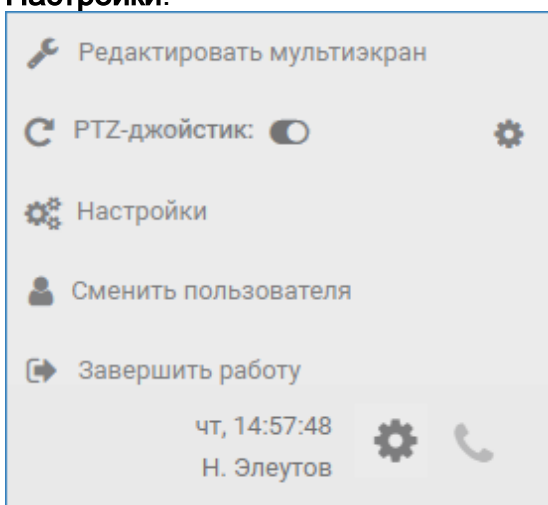 Настройки.
Редактировать мультиэкран
PTZ-джойстик:
Настройки
Сменить пользователя
Завершить работу
чт, 14:57:48
Н. Элеутов